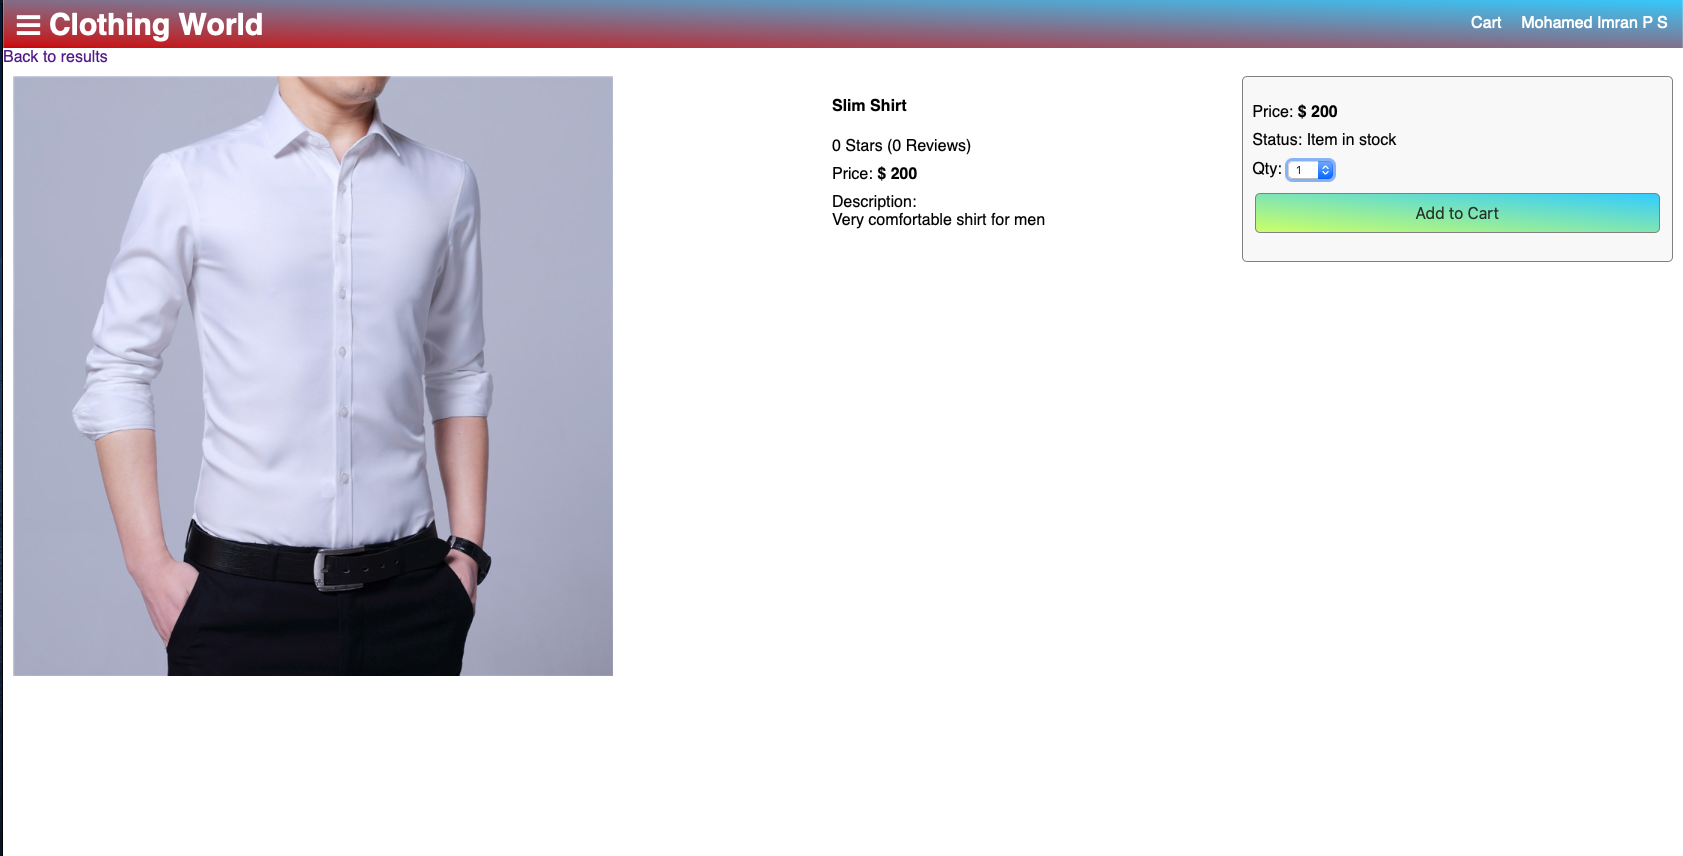 Clothing World
Cart
Mohamed Imran P S
Back to results
Slim Shirt
0 Stars (0 Reviews)
Price: $ 200
Description:
Very comfortable shirt for men
Price: $ 200
Status: Item in stock
Qty: 1
Add to Cart